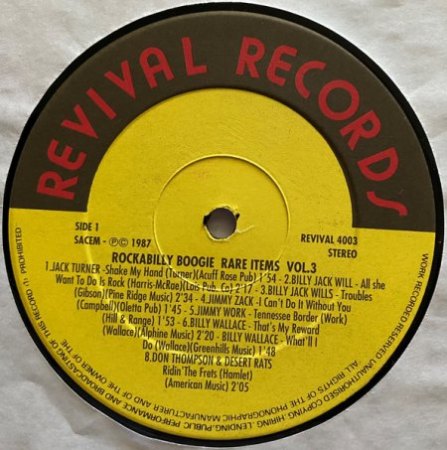 REVIVAL RECORDS
SIDE 1
SACEM - ℗© 1987
REVIVAL 4003
STEREO
ROCKABILLY BOOGIE RARE ITEMS VOL.3
1.JACK TURNER -Shake My Hand (Turner)(Acuff Rose Pub) 1'54 - 2.BILLY JACK WILL - All she
Want To Do Is Rock (Harris-McRae)(Lois Pub. Co) 2'17 - 3.BILLY JACK WILLS - Troubles
(Gibson)(Pine Ridge Music) 2'34 - 4.JIMMY ZACK -I Can't Do It Without You
(Campbell)(Oletta Pub) 1'45 - 5.JIMMY WORK - Tennessee Border (Work)
(Hill & Range) 1'53 - 6.BILLY WALLACE - That's My Reward
(Wallace)(Alphine Music) 2'20 - BILLY WALLACE - What'll I
Do (Wallace)(Greenhills Music) 1'48
8.DON THOMPSON & DESERT RATS
Ridin'The Frets (Hamlet)
(American Music) 2'05
ALL RIGHTS OF THE PHONOGRAPHIC MANUFACTURER AND OF THE OWNER OF THE
WORK RECORDED RESERVED UNAUTHORISED COPYING. HIRING. LENDING. PUBLIC PERFORMANCE AND BROADCASTING OF THIS RECORD PROHIBITED